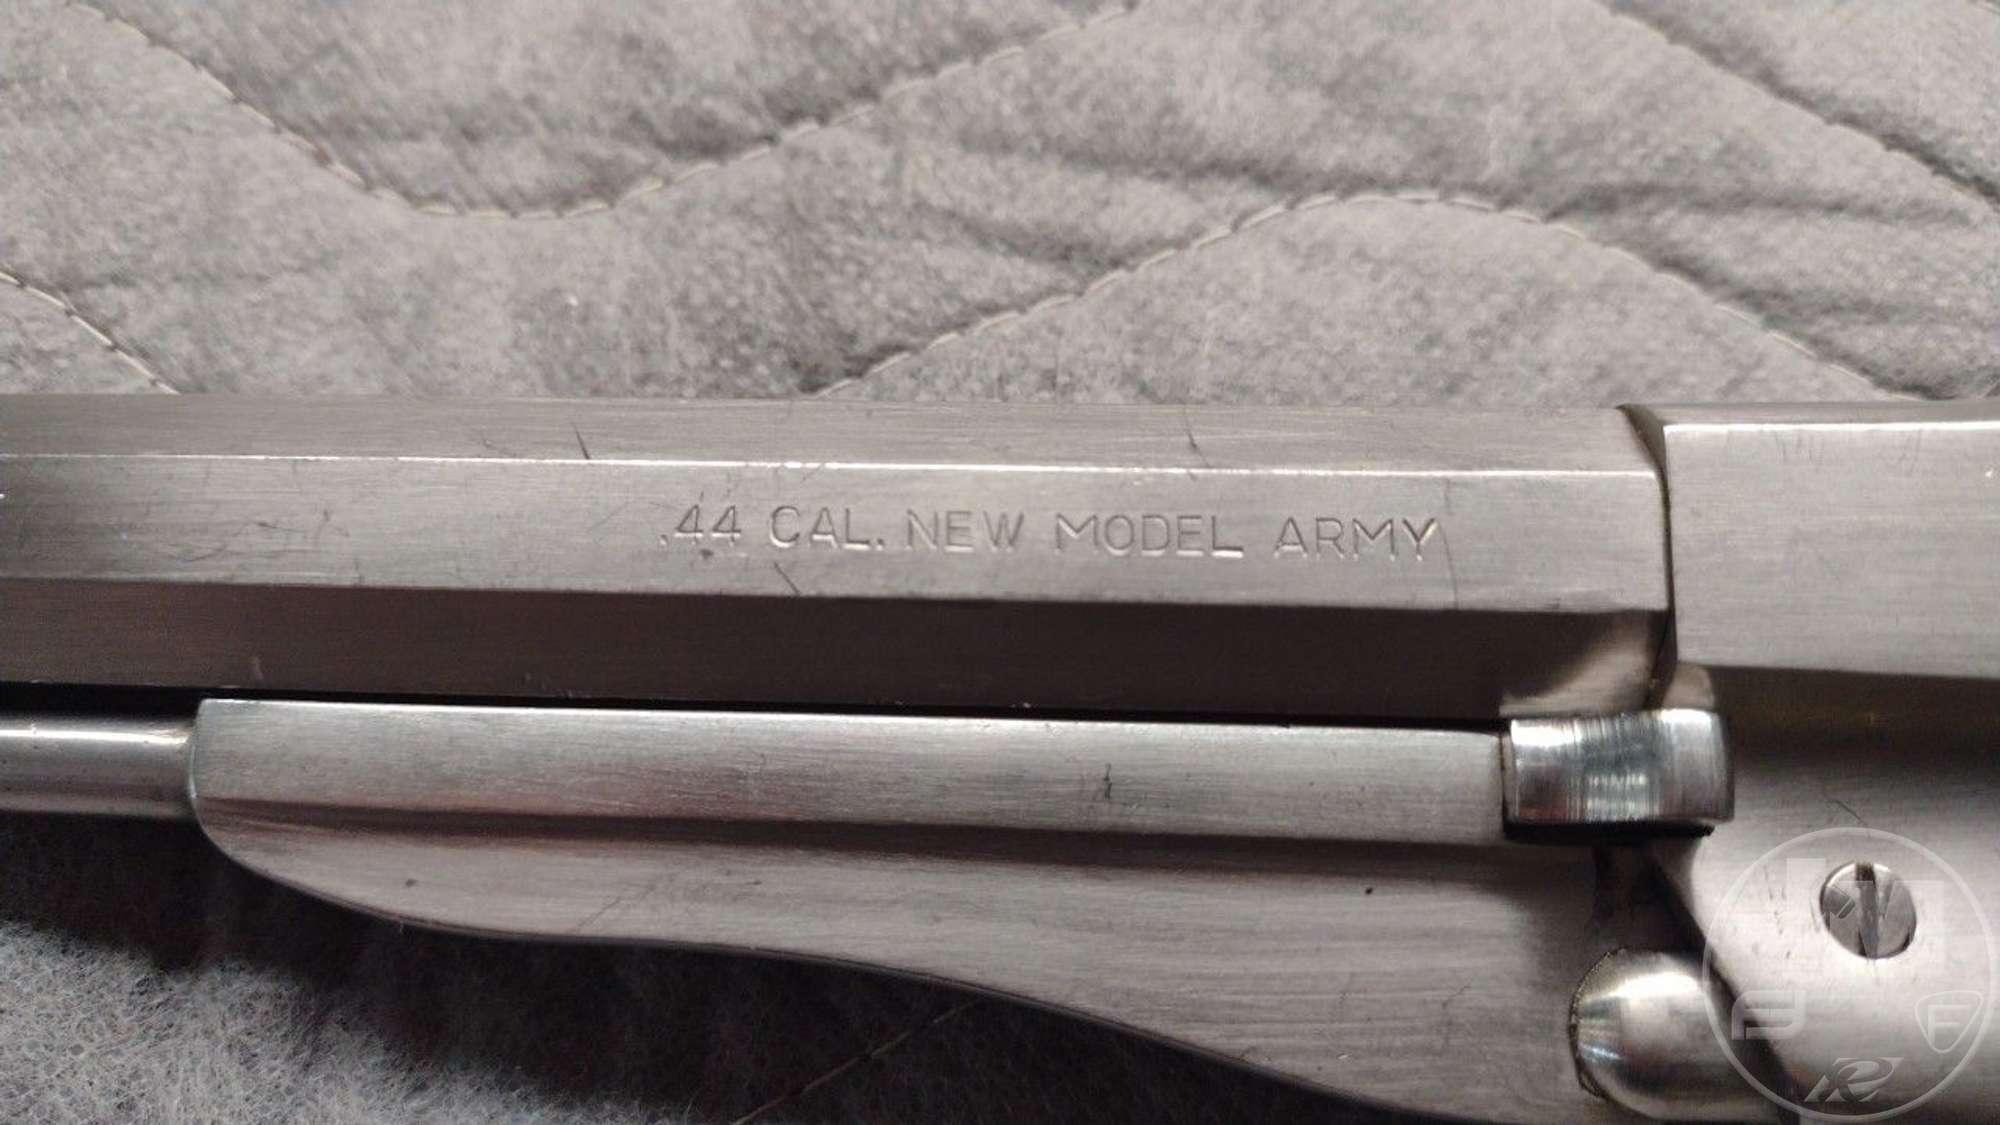 .44 CAL. NEW MODEL ARMY